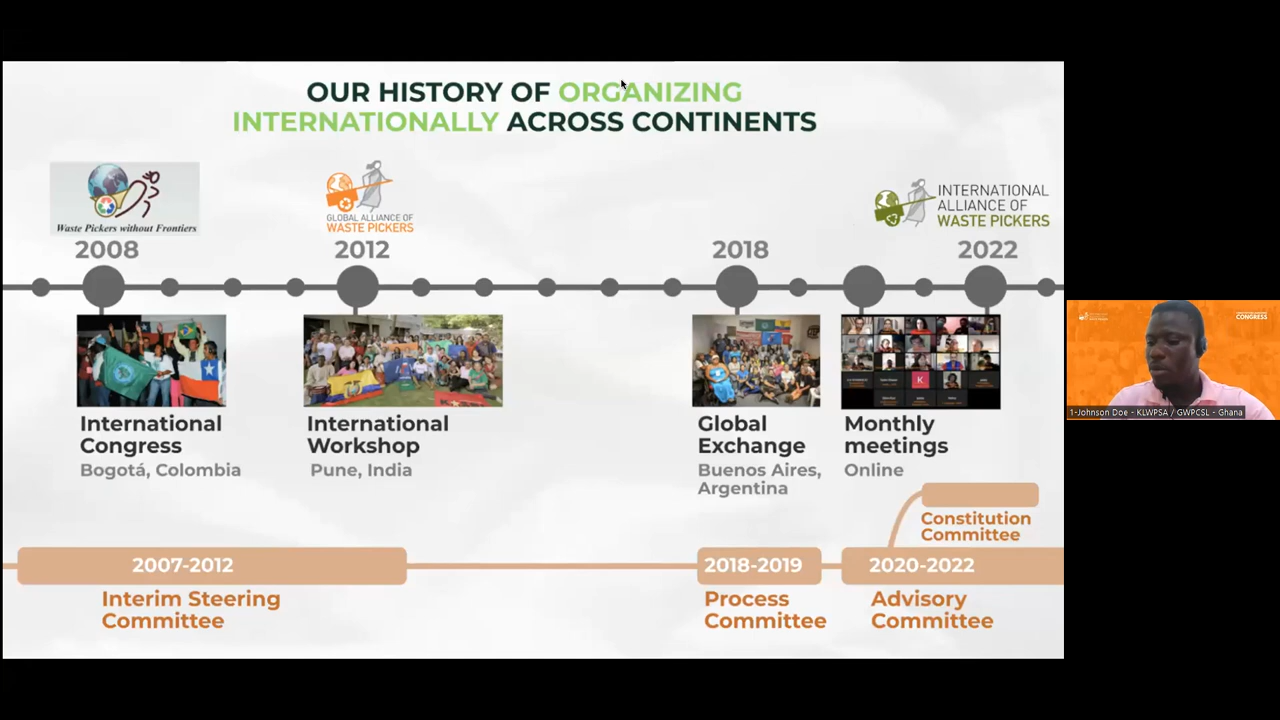 OUR HISTORY OF ORGANIZING
INTERNATIONALLY ACROSS CONTINENTS
Waste Pickers without Frontiers
GLOBAL ALLIANCE OF
WASTE PICKERS
INTERNATIONAL
ALLIANCE OF
WASTE PICKERS
2008
2012
2018
2022
K
International
Congress
Bogotá, Colombia
International
Workshop
Pune, India
Global
Exchange
Buenos Aires,
Argentina
Monthly
meetings
Online
Constitution
Committee
2007-2012
Interim Steering
Committee
2018-2019
Process
Committee
2020-2022
Advisory
Committee
CONGRESS
1-Johnson Doe - KLWPSA / GWPCSL - Ghana